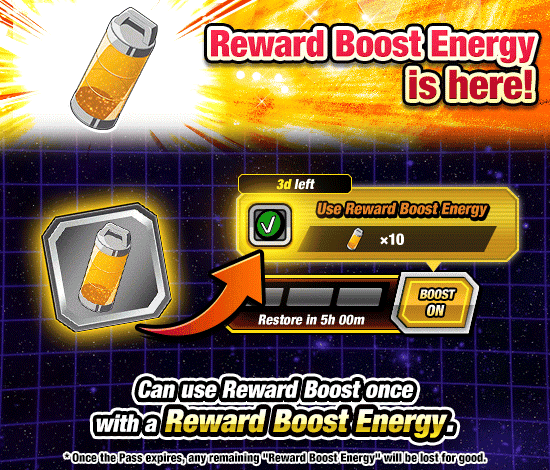 Reward Boost Energy
is here!
3d left
Use Reward Boost Energy
×10
BOOST
ON
Restore in 5h 00m
Can use Reward Boost once
with a Reward Boost Energy.
* Once the Pass expires, any remaining "Reward Boost Energy" will be lost for good.